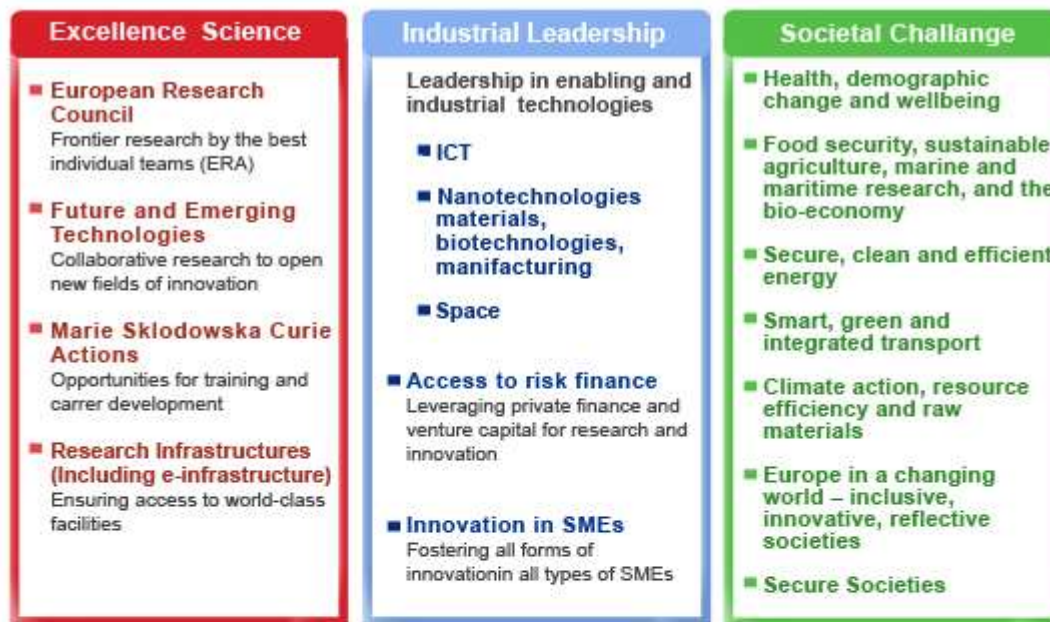 Excellence Science
European Research
Council
Frontier research by the best
individual teams (ERA)
Future and Emerging
Technologies
Collaborative research to open
new fields of innovation
Marie Sklodowska Curie
Actions
Opportunities for training and
carrer development
Research Infrastructures
(Including e-infrastructure)
Ensuring access to world-class
facilities
Industrial Leadership
Leadership in enabling and
industrial technologies
ICT
Nanotechnologies
materials,
biotechnologies,
manifacturing
Space
Access to risk finance
Leveraging private finance and
venture capital for research and
innovation
Innovation in SMEs
Fostering all forms of
innovationin all types of SMEs
Societal Challange
Health, demographic
change and wellbeing
Food security, sustainable
agriculture, marine and
maritime research, and the
bio-economy
Secure, clean and efficient
energy
Smart, green and
integrated transport
Climate action, resource
efficiency and raw
materials
Europe in a changing
world – inclusive,
innovative, reflective
societies
Secure Societies